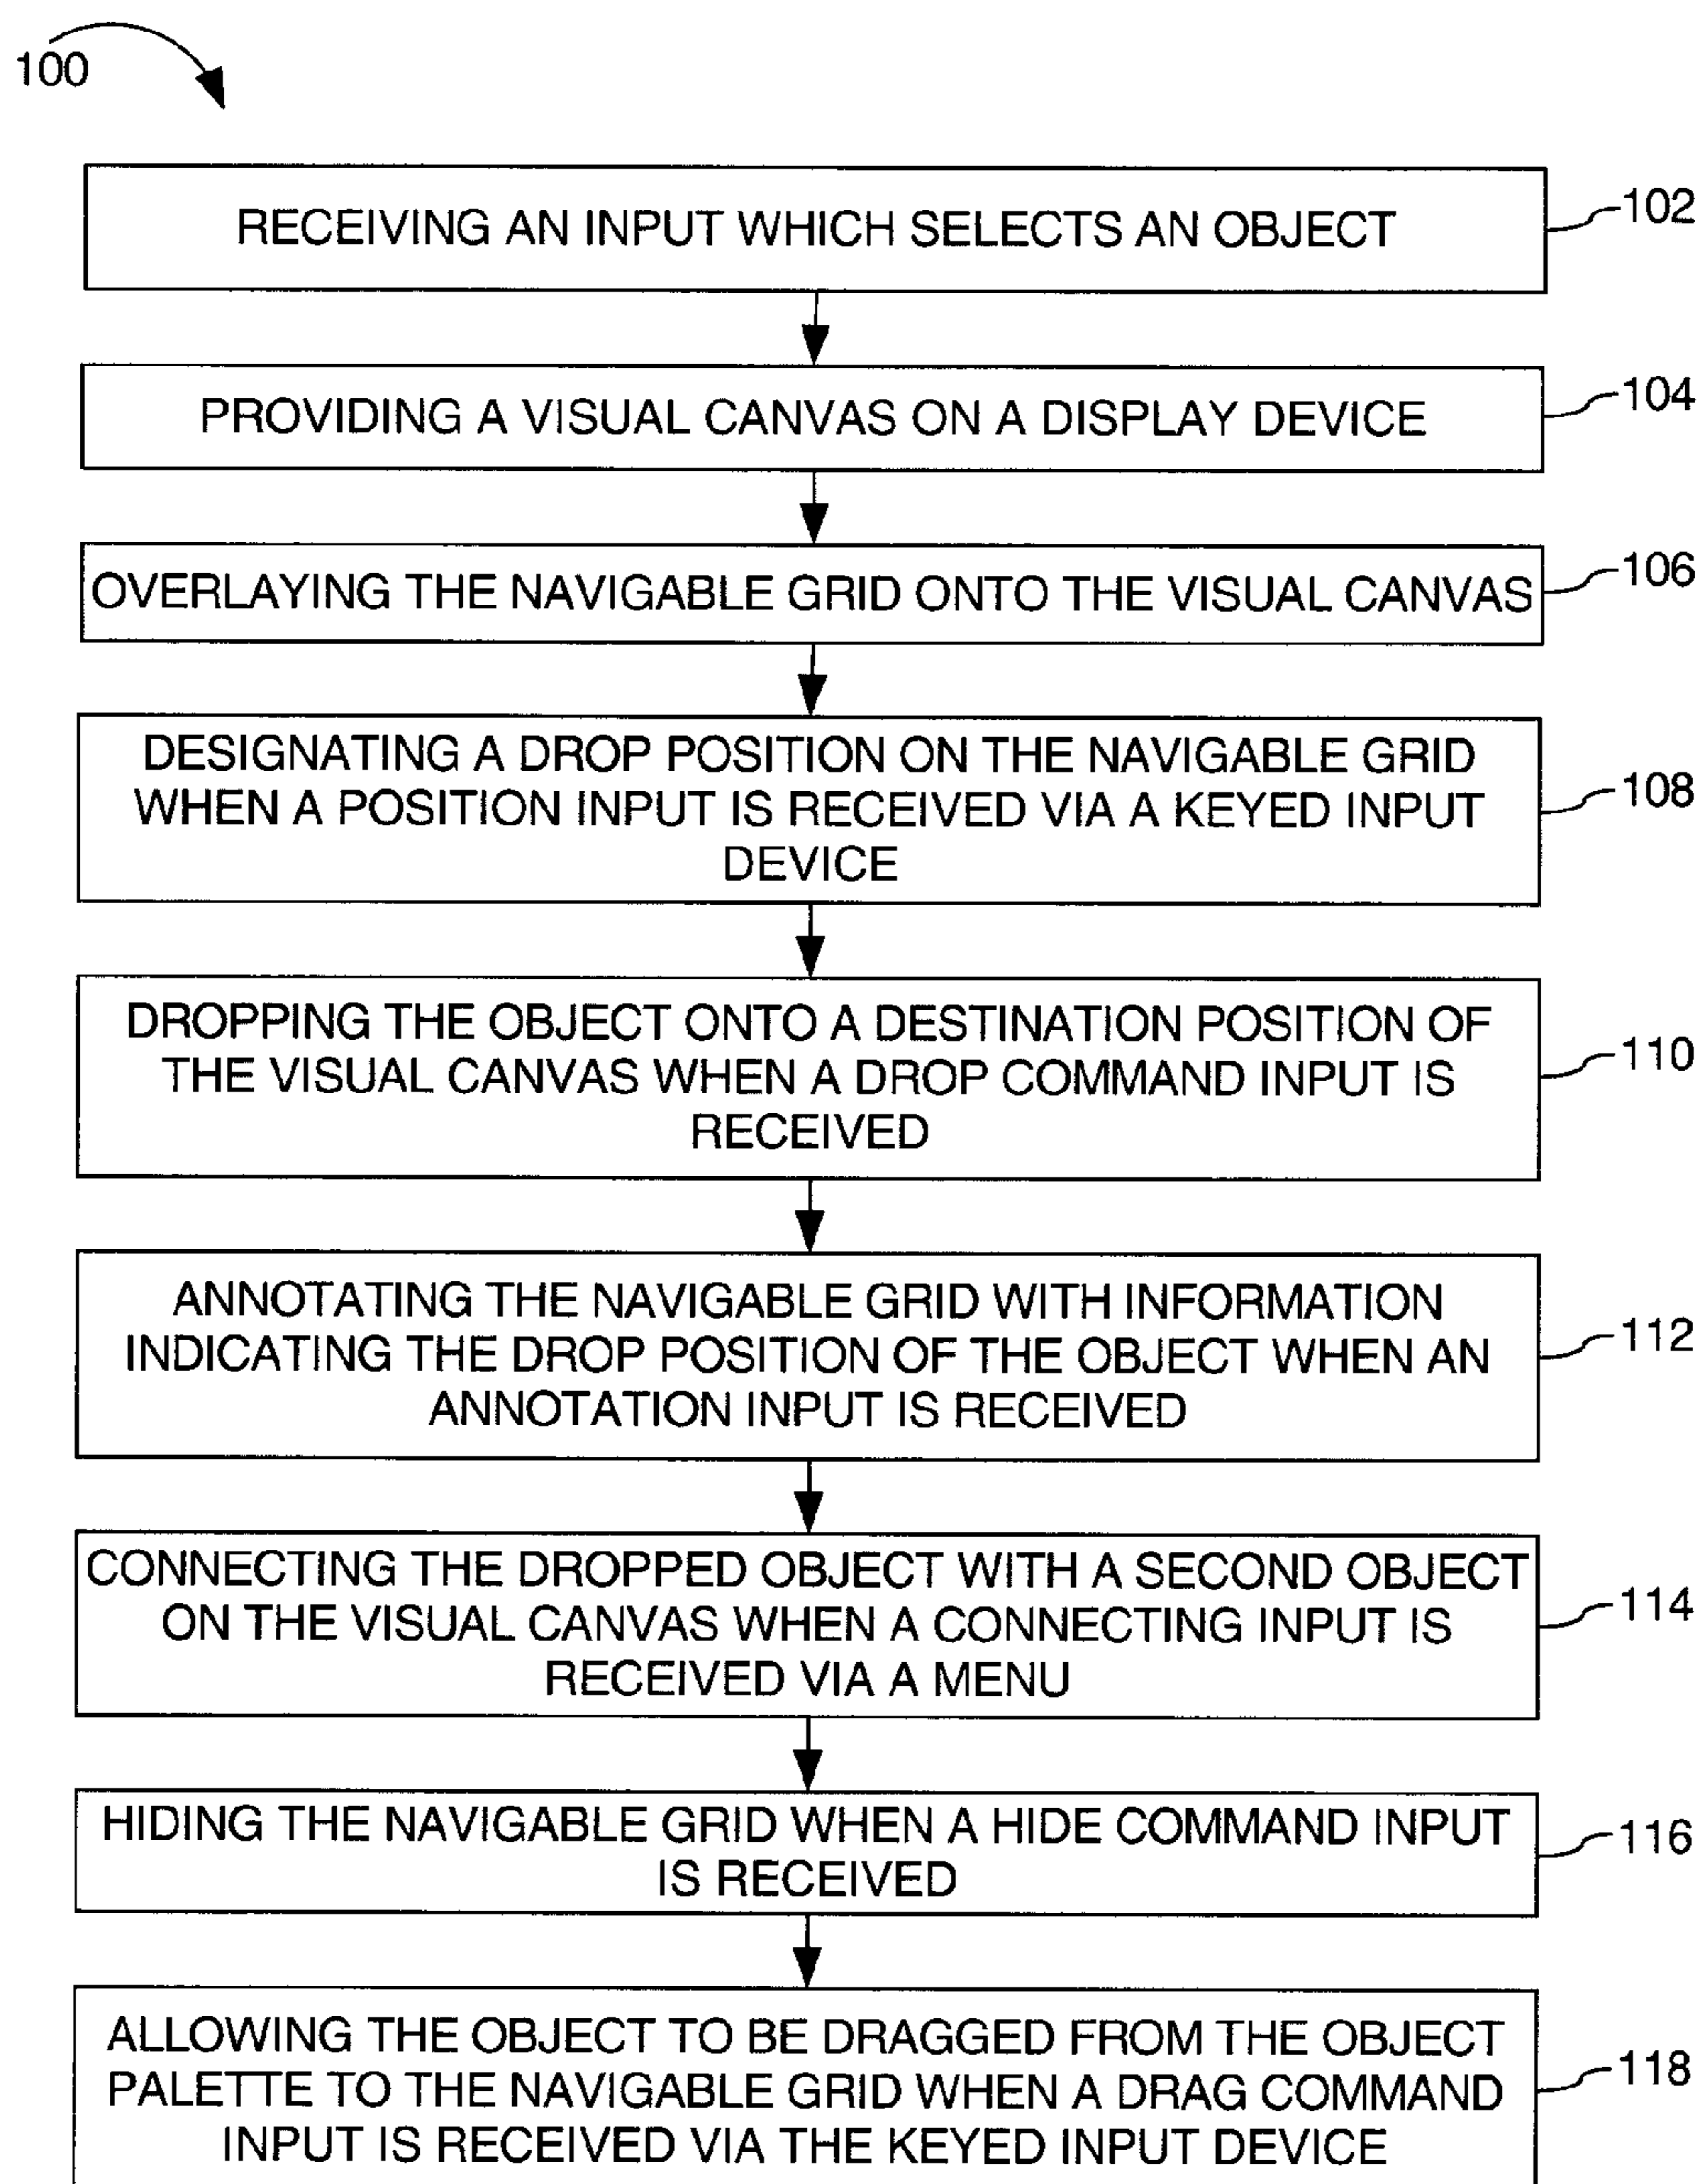 100
RECEIVING AN INPUT WHICH SELECTS AN OBJECT
102
PROVIDING A VISUAL CANVAS ON A DISPLAY DEVICE
104
OVERLAYING THE NAVIGABLE GRID ONTO THE VISUAL CANVAS
106
DESIGNATING A DROP POSITION ON THE NAVIGABLE GRID
WHEN A POSITION INPUT IS RECEIVED VIA A KEYED INPUT
DEVICE
108
DROPPING THE OBJECT ONTO A DESTINATION POSITION OF
THE VISUAL CANVAS WHEN A DROP COMMAND INPUT IS
RECEIVED
110
ANNOTATING THE NAVIGABLE GRID WITH INFORMATION
INDICATING THE DROP POSITION OF THE OBJECT WHEN AN
ANNOTATION INPUT IS RECEIVED
112
CONNECTING THE DROPPED OBJECT WITH A SECOND OBJECT
ON THE VISUAL CANVAS WHEN A CONNECTING INPUT IS
RECEIVED VIA A MENU
114
HIDING THE NAVIGABLE GRID WHEN A HIDE COMMAND INPUT
IS RECEIVED
116
ALLOWING THE OBJECT TO BE DRAGGED FROM THE OBJECT
PALETTE TO THE NAVIGABLE GRID WHEN A DRAG COMMAND
INPUT IS RECEIVED VIA THE KEYED INPUT DEVICE
118